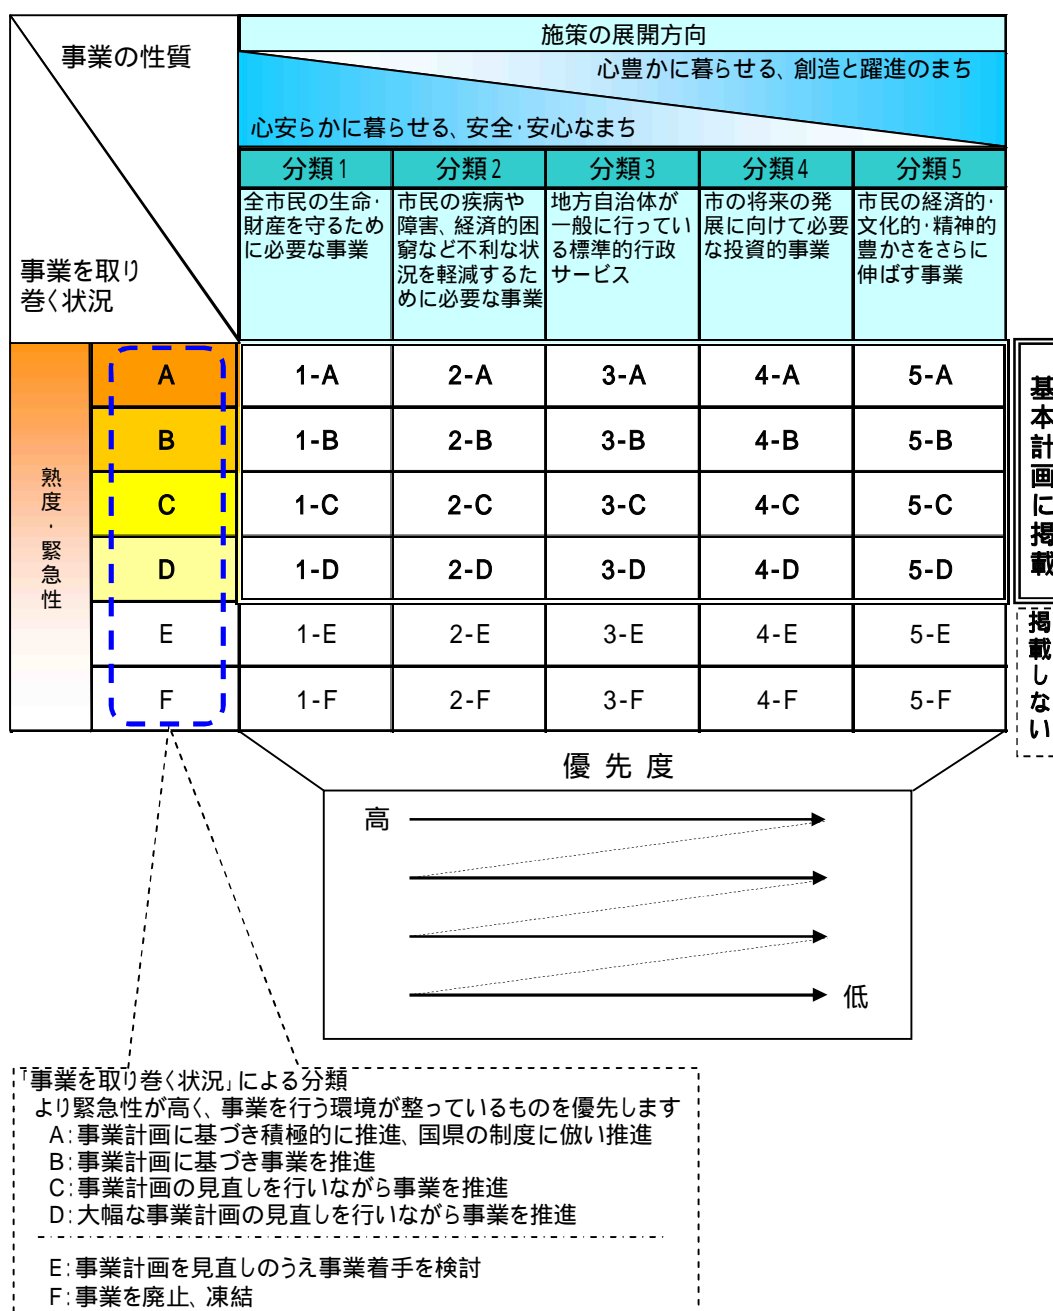 事業の性質
事業を取り
巻く状況
施策の展開方向
心豊かに暮らせる、創造と躍進のまち
心安らかに暮らせる、安全・安心なまち
分類1
分類2
分類3
分類4
分類5
全市民の生命・
財産を守るため
に必要な事業
市民の疾病や
障害、経済的困
窮など不利な状
況を軽減するた
めに必要な事業
地方自治体が
一般に行ってい
る標準的行政
サービス
市の将来の発
展に向けて必要
な投資的事業
市民の経済的・
文化的・精神的
豊かさをさらに
伸ばす事業
熟度・緊急性
A 1-A 2-A 3-A 4-A 5-A
B 1-B 2-B 3-B 4-B 5-B
C 1-C 2-C 3-C 4-C 5-C
D 1-D 2-D 3-D 4-D 5-D
E 1-E 2-E 3-E 4-E 5-E
F 1-F 2-F 3-F 4-F 5-F
基本計画に掲載
掲載しない
優先度
高
低
「事業を取り巻く状況」による分類
より緊急性が高く、事業を行う環境が整っているものを優先します
A:事業計画に基づき積極的に推進、国県の制度に倣い推進
B:事業計画に基づき事業を推進
C:事業計画の見直しを行いながら事業を推進
D:大幅な事業計画の見直しを行いながら事業を推進
E:事業計画を見直しのうえ事業着手を検討
F:事業を廃止、凍結